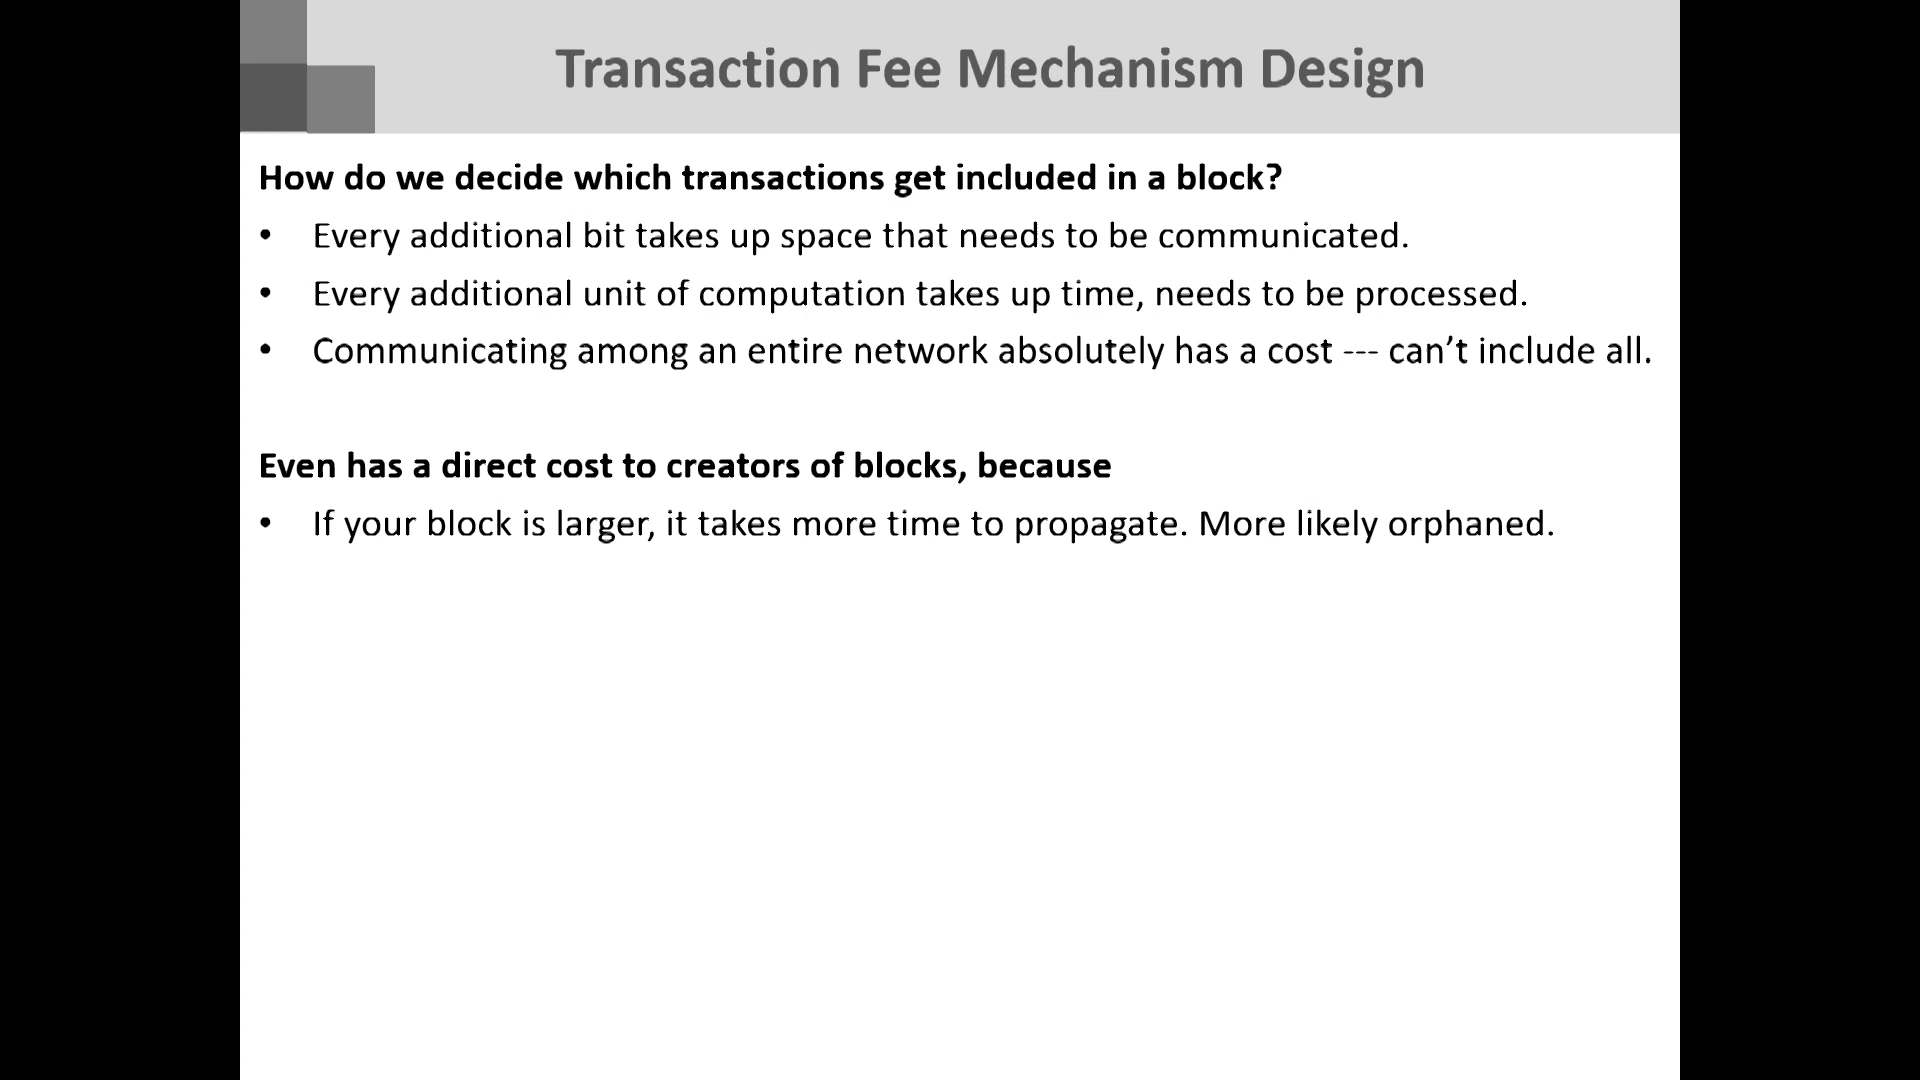 Transaction Fee Mechanism Design
How do we decide which transactions get included in a block?
• Every additional bit takes up space that needs to be communicated.
• Every additional unit of computation takes up time, needs to be processed.
• Communicating among an entire network absolutely has a cost --- can’t include all.
Even has a direct cost to creators of blocks, because
• If your block is larger, it takes more time to propagate. More likely orphaned.